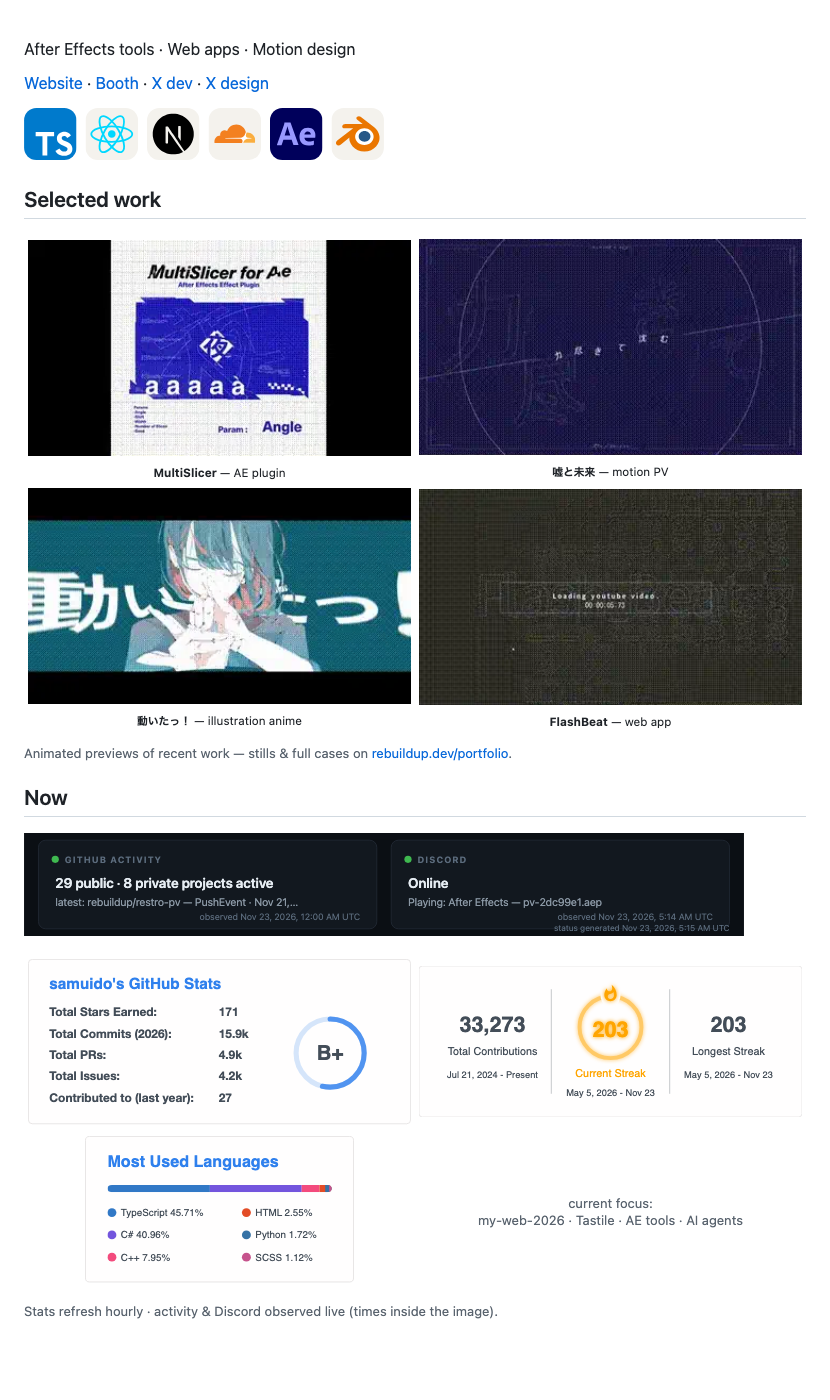 After Effects tools · Web apps · Motion design
Website · Booth · X dev · X design
TS
N
Ae
Selected work
MultiSlicer for Ae
After Effects Effect Plugin
a a a a à
Param : Angle
MultiSlicer — AE plugin
嘘と未来 — motion PV
動いたっ！
動いたっ！ — illustration anime
Loading youtube video.
00:00:05.73
FlashBeat — web app
Animated previews of recent work — stills & full cases on rebuildup.dev/portfolio.
Now
GITHUB ACTIVITY
29 public · 8 private projects active
latest: rebuildup/restro-pv — PushEvent · Nov 21,...
observed Nov 23, 2026, 12:00 AM UTC
DISCORD
Online
Playing: After Effects — pv-2dc99e1.aep
observed Nov 23, 2026, 5:14 AM UTC
status generated Nov 23, 2026, 5:15 AM UTC
samuido's GitHub Stats
Total Stars Earned: 171
Total Commits (2026): 15.9k
Total PRs: 4.9k
Total Issues: 4.2k
Contributed to (last year): 27
B+
33,273
Total Contributions
Jul 21, 2024 - Present
203
Current Streak
May 5, 2026 - Nov 23
203
Longest Streak
May 5, 2026 - Nov 23
Most Used Languages
TypeScript 45.71%
C# 40.96%
C++ 7.95%
HTML 2.55%
Python 1.72%
SCSS 1.12%
current focus:
my-web-2026 · Tastile · AE tools · AI agents
Stats refresh hourly · activity & Discord observed live (times inside the image).